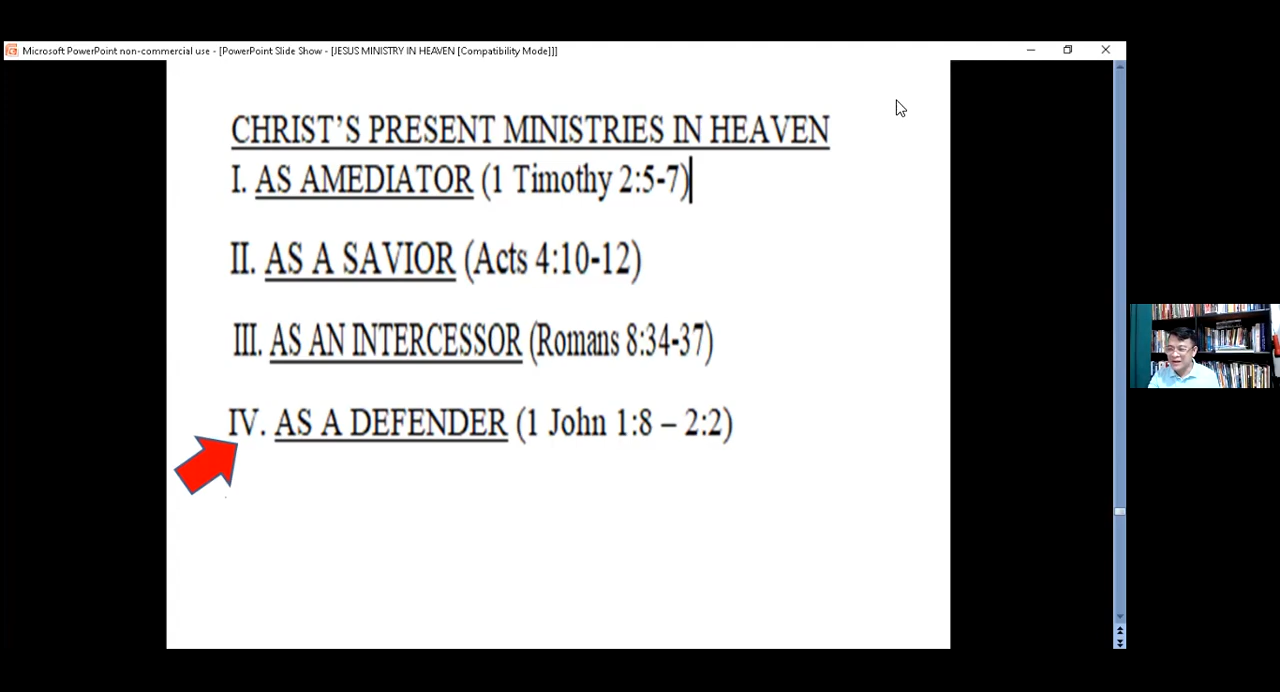 Microsoft PowerPoint non-commercial use - [PowerPoint Slide Show - [JESUS MINISTRY IN HEAVEN [Compatibility Mode]]]
CHRIST’S PRESENT MINISTRIES IN HEAVEN
I. AS AMEDIATOR (1 Timothy 2:5-7)
II. AS A SAVIOR (Acts 4:10-12)
III. AS AN INTERCESSOR (Romans 8:34-37)
IV. AS A DEFENDER (1 John 1:8 – 2:2)